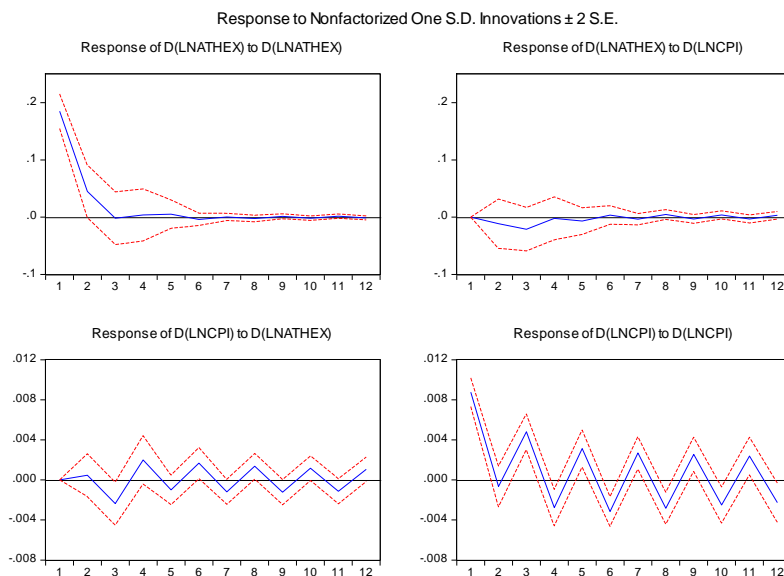 Response to Nonfactorized One S.D. Innovations ± 2 S.E.
Response of D(LNATHEX) to D(LNATHEX)
.2
.1
.0
-.1
1 2 3 4 5 6 7 8 9 10 11 12
Response of D(LNATHEX) to D(LNCPI)
.2
.1
.0
-.1
1 2 3 4 5 6 7 8 9 10 11 12
Response of D(LNCPI) to D(LNATHEX)
.012
.008
.004
.000
-.004
-.008
1 2 3 4 5 6 7 8 9 10 11 12
Response of D(LNCPI) to D(LNCPI)
.012
.008
.004
.000
-.004
-.008
1 2 3 4 5 6 7 8 9 10 11 12